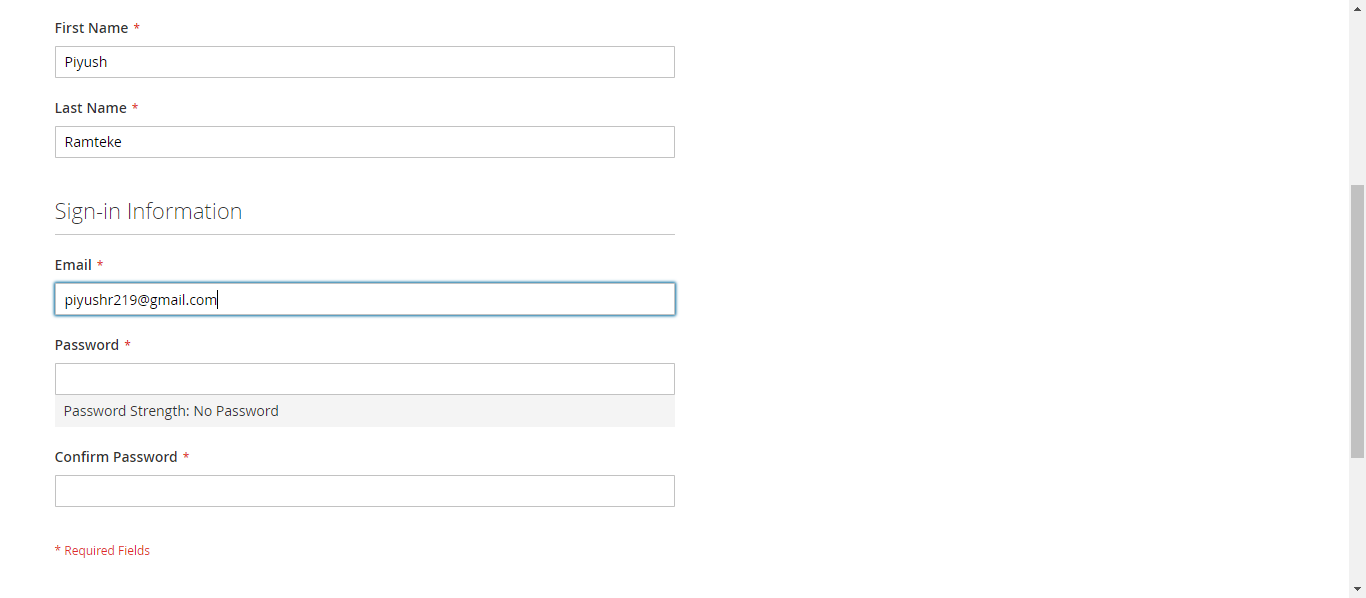 First Name *
Piyush
Last Name *
Ramteke
Sign-in Information
Email *
piyushr219@gmail.com
Password *
Password Strength: No Password
Confirm Password *
* Required Fields